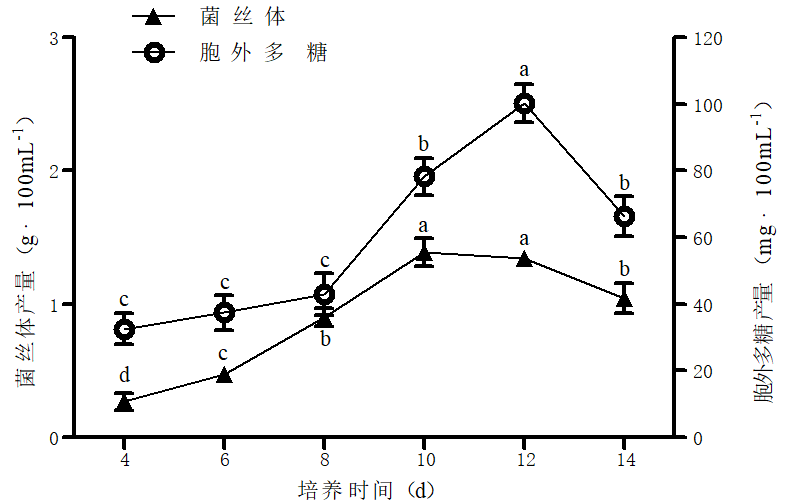 菌丝体
胞外多糖
菌丝体产量（g· 100mL-1）
3
2
1
0
120
100
80
60
40
20
0
胞外多糖产量（mg· 100mL-1）
c
c
c
b
a
b
d
c
b
a
a
b
4
6
8
10
12
14
培养时间（d）